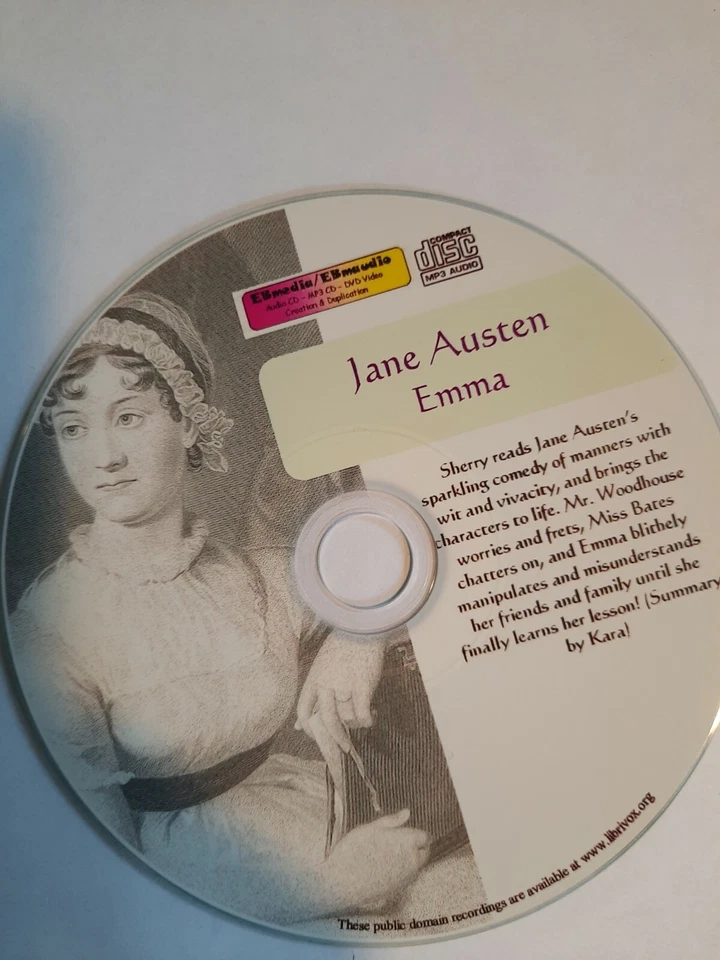 EBmedia/EBmaudio
Audio CD - MP3 CD - DVD Video
Creation & Duplication
COMPACT
disc
MP3 AUDIO
Jane Austen
Emma
Sherry reads Jane Austen's
sparkling comedy of manners with
wit and vivacity, and brings the
characters to life. Mr. Woodhouse
worries and frets, Miss Bates
chatters on, and Emma blithely
manipulates and misunderstands
her friends and family until she
finally learns her lesson! (Summary
by Kara)
These public domain recordings are available at www.librivox.org